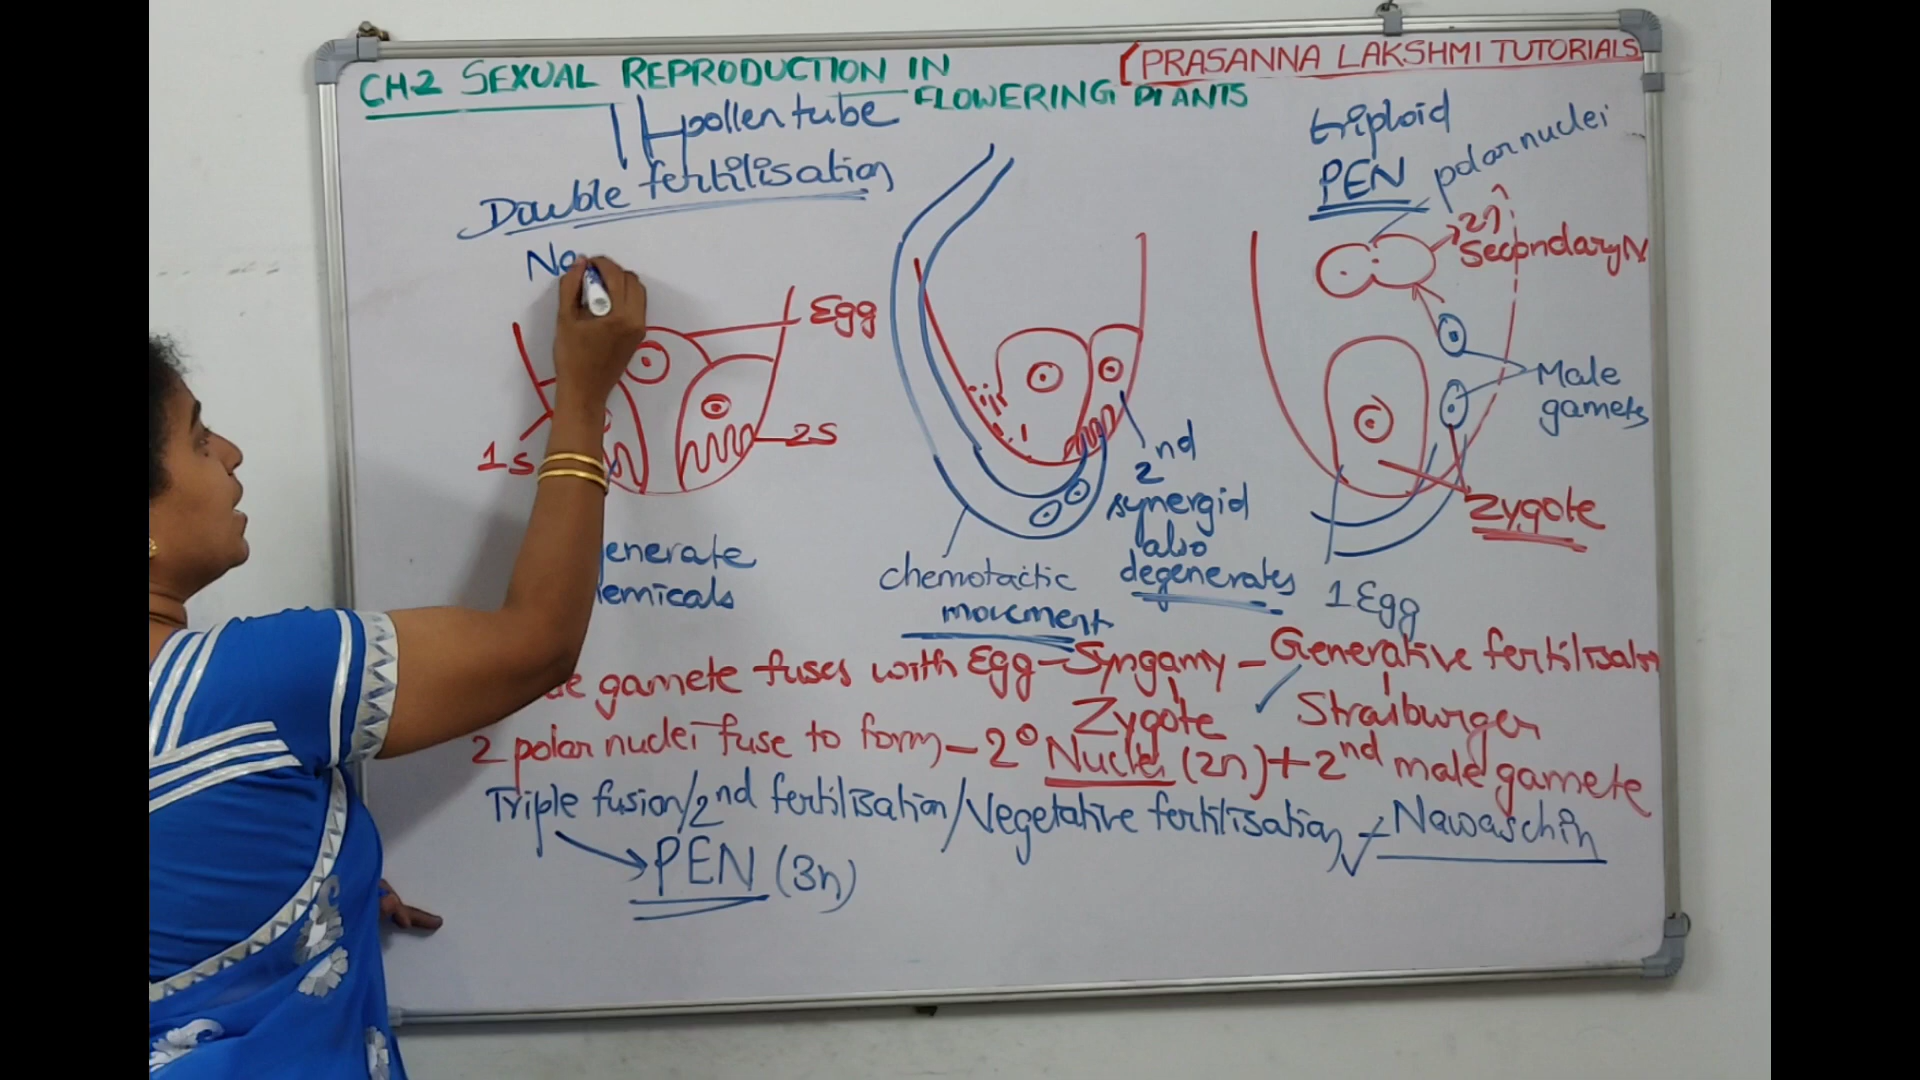 CH-2 SEXUAL REPRODUCTION IN
FLOWERING PLANTS
PRASANNA LAKSHMI TUTORIALS
pollen tube
Double fertilisation
Egg
1S
2S
enerate
emicals
chemotactic
movement
2nd
synergid
also
degenerates
triploid
PEN
polar nuclei
2n
Secondary N
Male
gametes
Zygote
1 Egg
gamete fuses with Egg - Syngamy - Generative fertilisation
Zygote
Strasburger
2 polar nuclei fuse to form - 2° Nuclei (2n) + 2nd male gamete
Triple fusion/2nd fertilisation/Vegetative fertilisation
Nawaschin
PEN (3n)